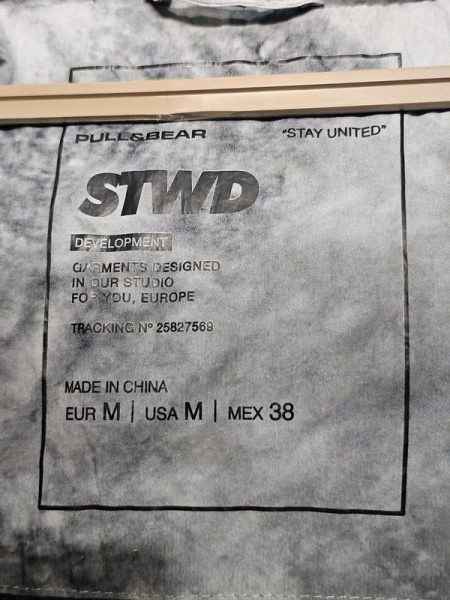 PULL&BEAR "STAY UNITED"
STWD
DEVELOPMENT
GARMENTS DESIGNED
IN OUR STUDIO
FOR YOU, EUROPE
TRACKING Nº 25827569
MADE IN CHINA
EUR M | USA M | MEX 38